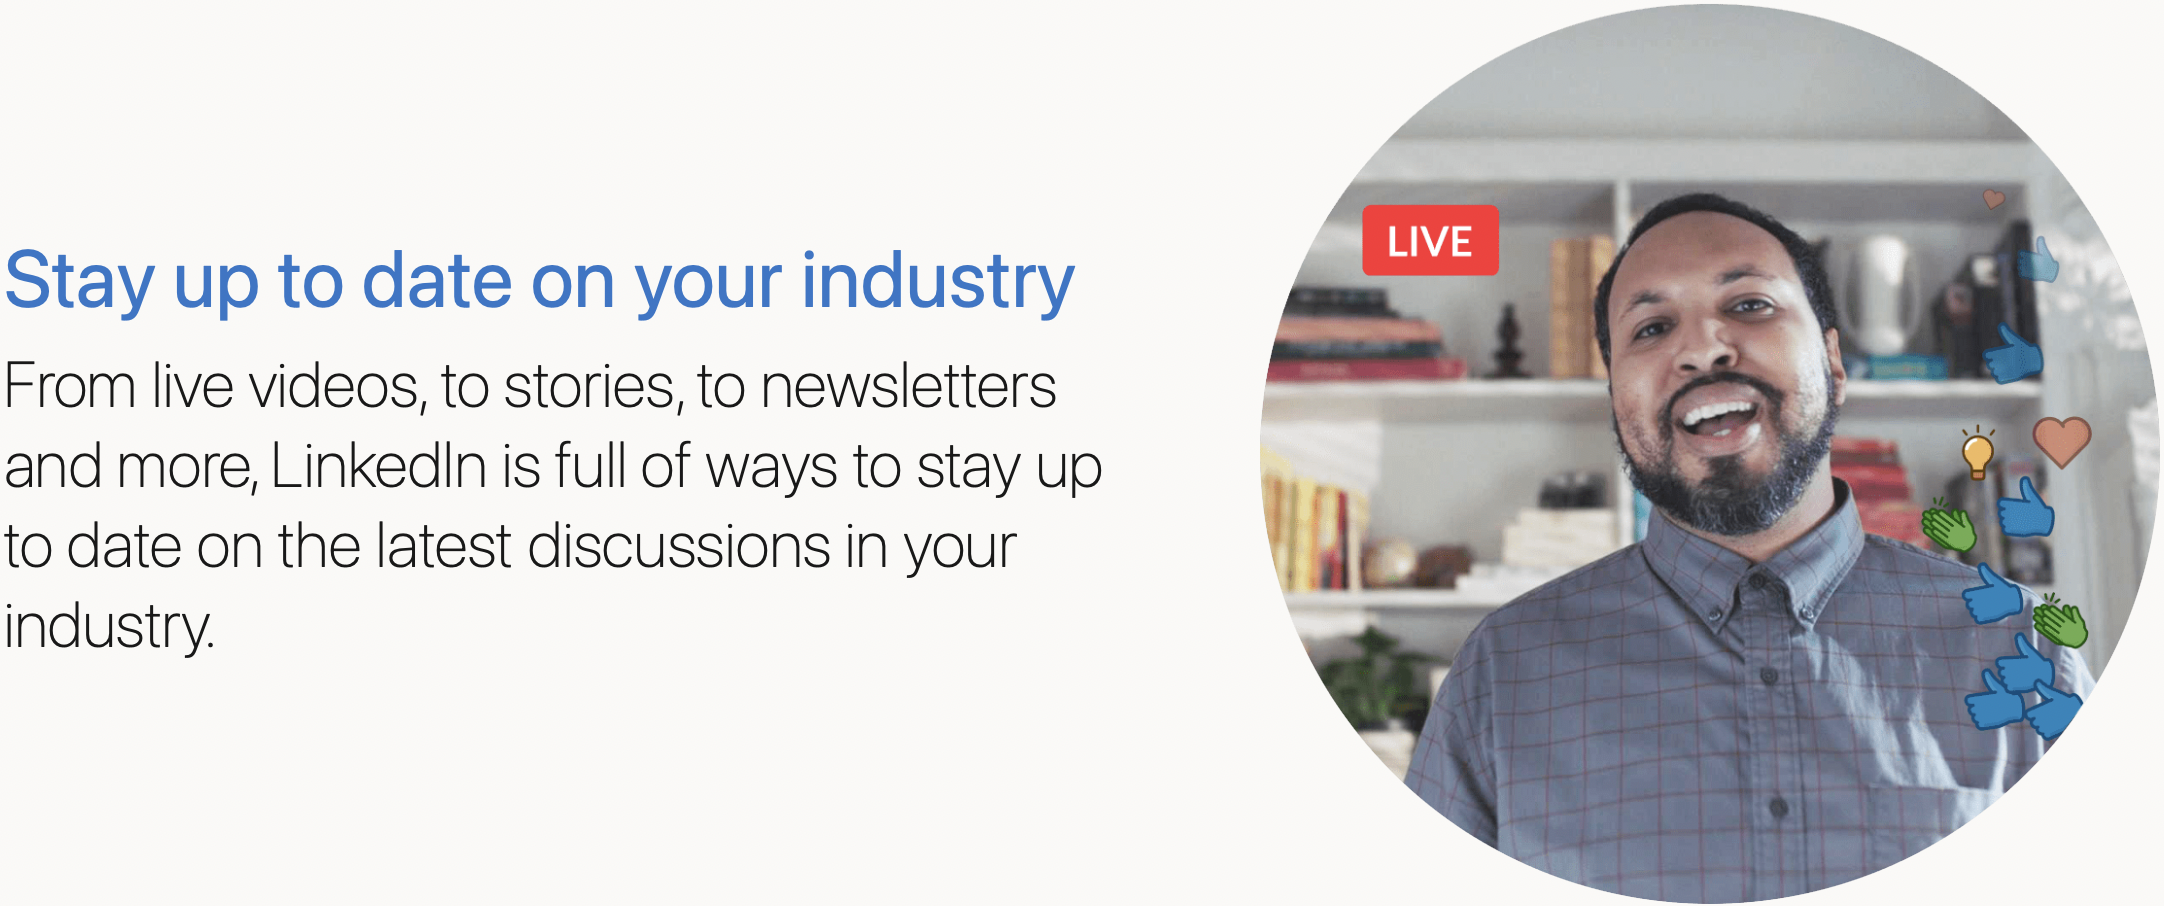 Stay up to date on your industry
From live videos, to stories, to newsletters
and more, LinkedIn is full of ways to stay up
to date on the latest discussions in your
industry.
LIVE